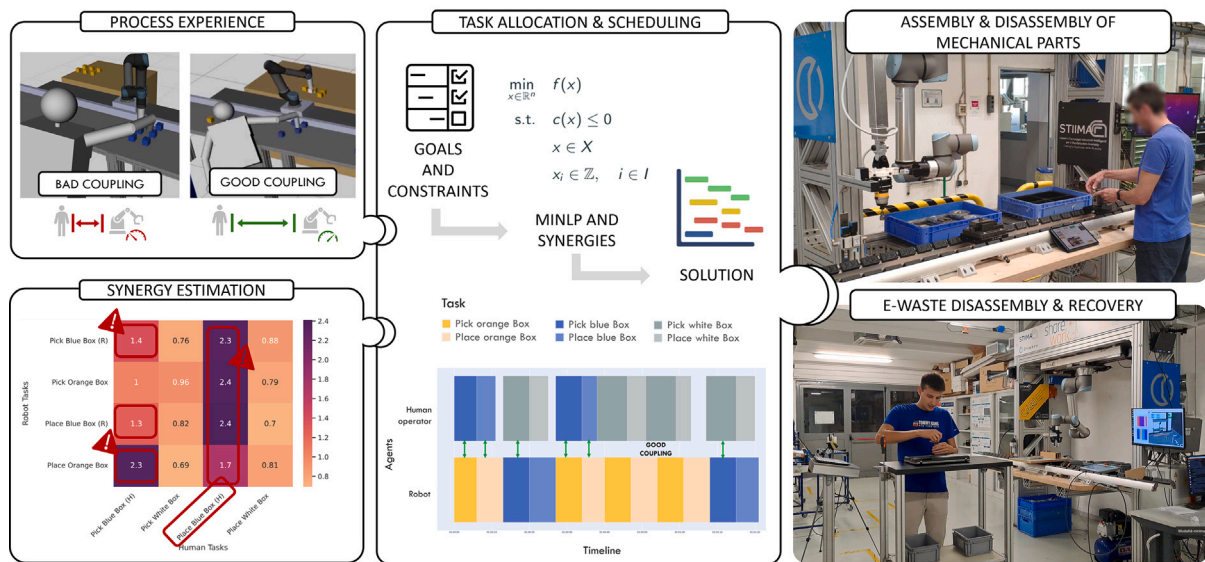 PROCESS EXPERIENCE
BAD COUPLING
GOOD COUPLING
SYNERGY ESTIMATION
Robot Tasks
Pick Blue Box (R)
1.4
0.76
2.3
0.88
Pick Orange Box
1
0.96
2.4
0.79
Place Blue Box (R)
1.3
0.82
2.4
0.7
Place Orange Box
2.3
0.69
1.7
0.81
Pick Blue Box (H)
Pick White Box
Place Blue Box (H)
Place White Box
Human Tasks
2.4
2.2
2.0
1.8
1.6
1.4
1.2
1.0
0.8
TASK ALLOCATION & SCHEDULING
GOALS
AND
CONSTRAINTS
min f(x)
x∈ℝⁿ
s.t. c(x) ≤ 0
x ∈ X
xᵢ ∈ ℤ, i ∈ I
MINLP AND
SYNERGIES
SOLUTION
Task
Pick orange Box
Pick blue Box
Pick white Box
Place orange Box
Place blue Box
Place white Box
Agents
Human
operator
GOOD
COUPLING
Robot
Timeline
ASSEMBLY & DISASSEMBLY OF
MECHANICAL PARTS
STIIMA
E-WASTE DISASSEMBLY & RECOVERY